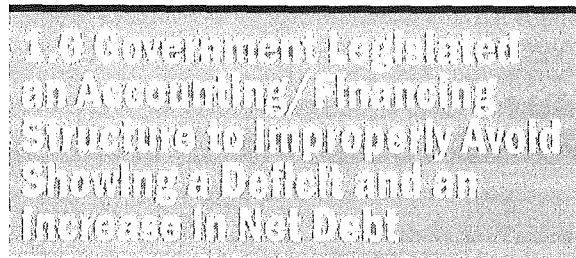 1.0 Government Legislated
an Accounting/Financing
Structure to Improperly Avoid
Showing a Deficit and an
Increase in Net Debt